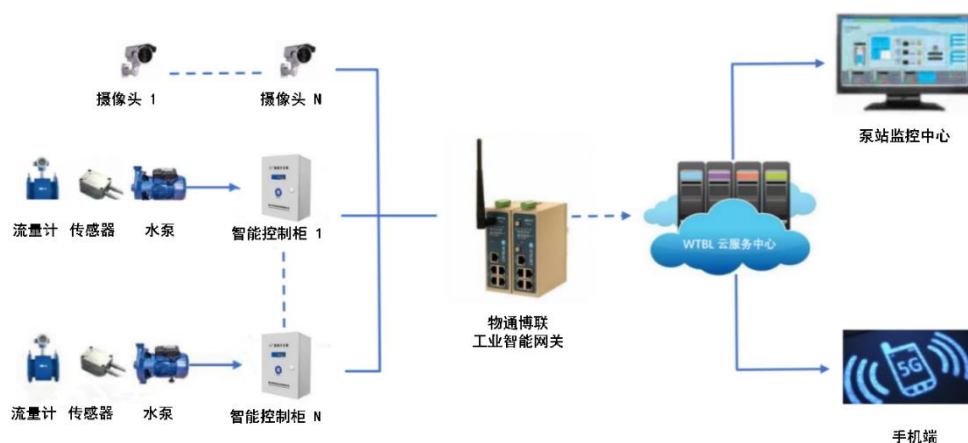 摄像头 1
摄像头 N
流量计
传感器
水泵
智能控制柜 1
流量计
传感器
水泵
智能控制柜 N
物通博联
工业智能网关
WTBL 云服务中心
泵站监控中心
5G
手机端